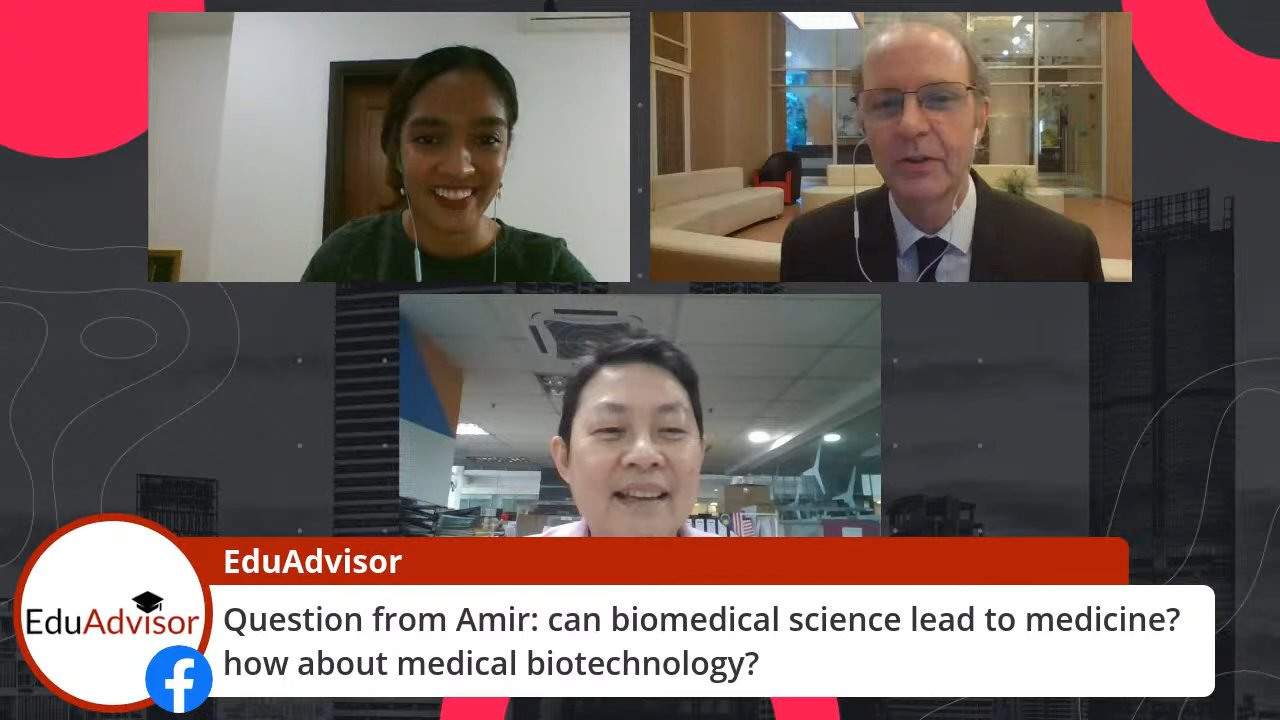 EduAdvisor
Question from Amir: can biomedical science lead to medicine?
how about medical biotechnology?
EduAdvisor